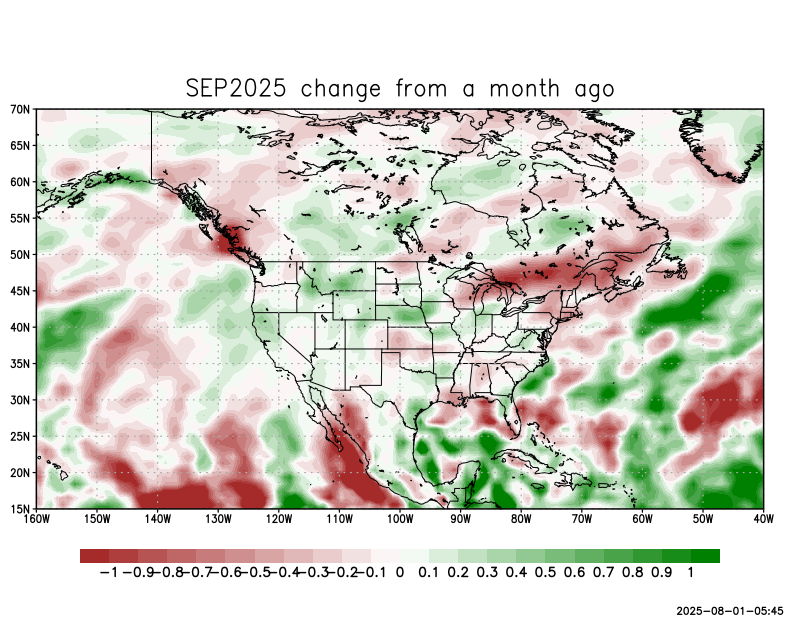 SEP2025 change from a month ago
70N
65N
60N
55N
50N
45N
40N
35N
30N
25N
20N
15N
160W 150W 140W 130W 120W 110W 100W 90W 80W 70W 60W 50W 40W
-1 -0.9 -0.8 -0.7 -0.6 -0.5 -0.4 -0.3 -0.2 -0.1 0 0.1 0.2 0.3 0.4 0.5 0.6 0.7 0.8 0.9 1
2025-08-01-05:45